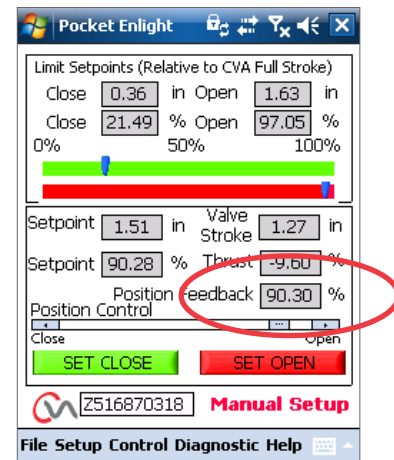 Pocket Enlight
Limit Setpoints (Relative to CVA Full Stroke)
Close 0.36 in Open 1.63 in
Close 21.49 % Open 97.05 %
0% 50% 100%
Setpoint 1.51 in Valve Stroke 1.27 in
Setpoint 90.28 % Thrust -9.60 %
Position Feedback 90.30 %
Position Control
Close Open
SET CLOSE SET OPEN
Z516870318 Manual Setup
File Setup Control Diagnostic Help